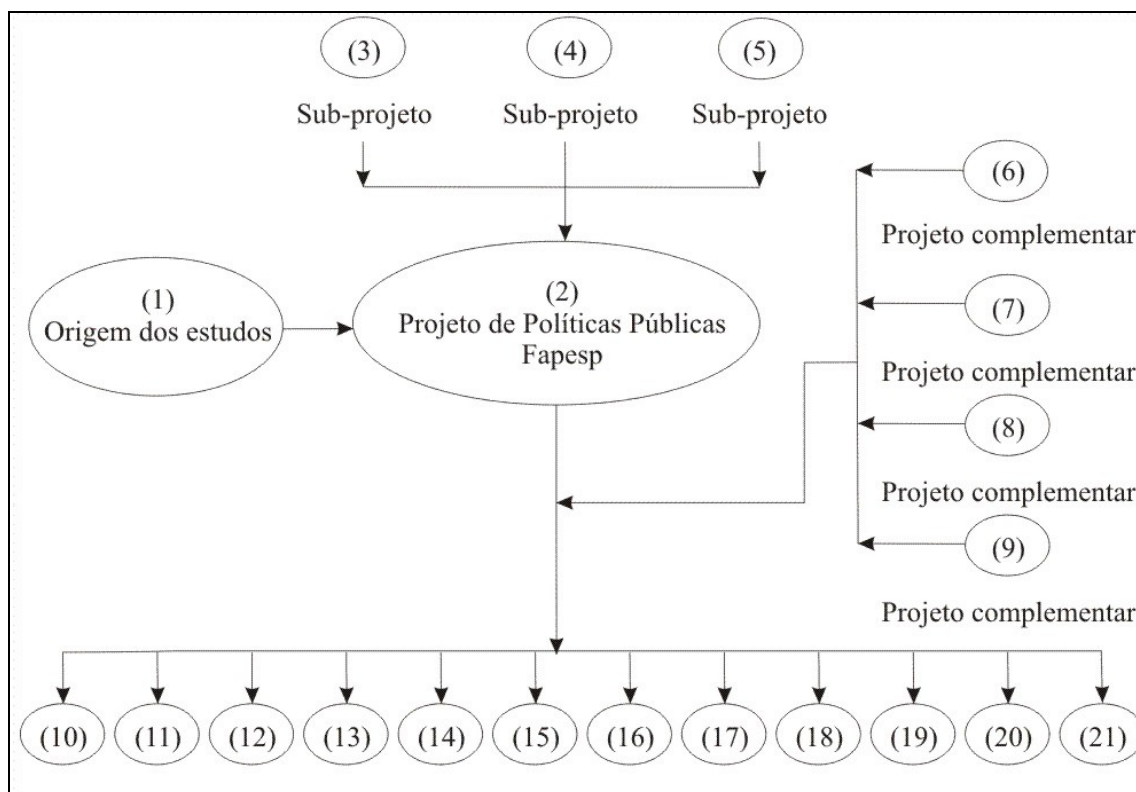 (3) (4) (5)
Sub-projeto Sub-projeto Sub-projeto
(6)
Projeto complementar
(1)
Origem dos estudos
(2)
Projeto de Políticas Públicas
Fapesp
(7)
Projeto complementar
(8)
Projeto complementar
(9)
Projeto complementar
(10) (11) (12) (13) (14) (15) (16) (17) (18) (19) (20) (21)